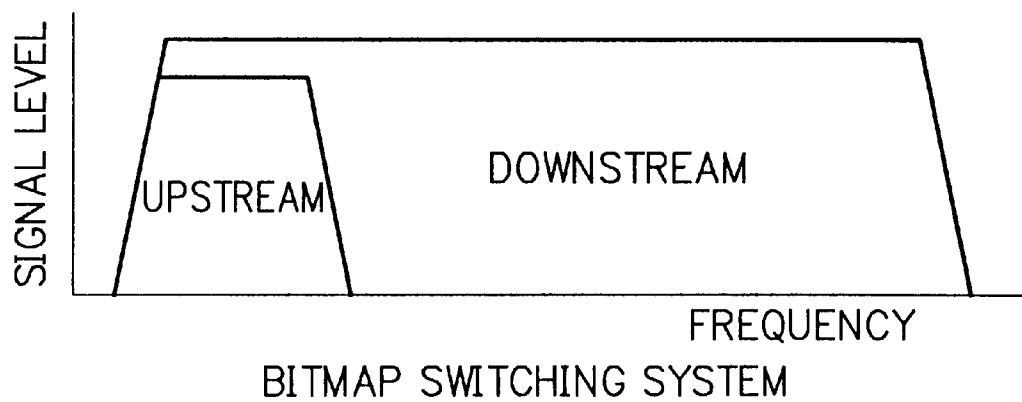 SIGNAL LEVEL
UPSTREAM
DOWNSTREAM
FREQUENCY
BITMAP SWITCHING SYSTEM